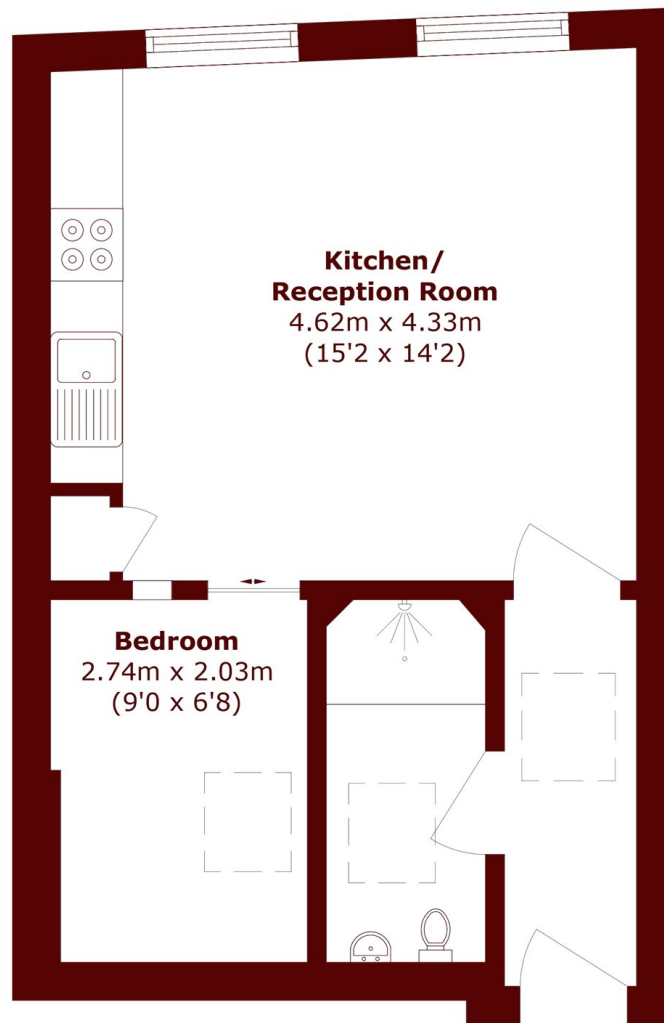 Kitchen/
Reception Room
4.62m x 4.33m
(15'2 x 14'2)
Bedroom
2.74m x 2.03m
(9'0 x 6'8)